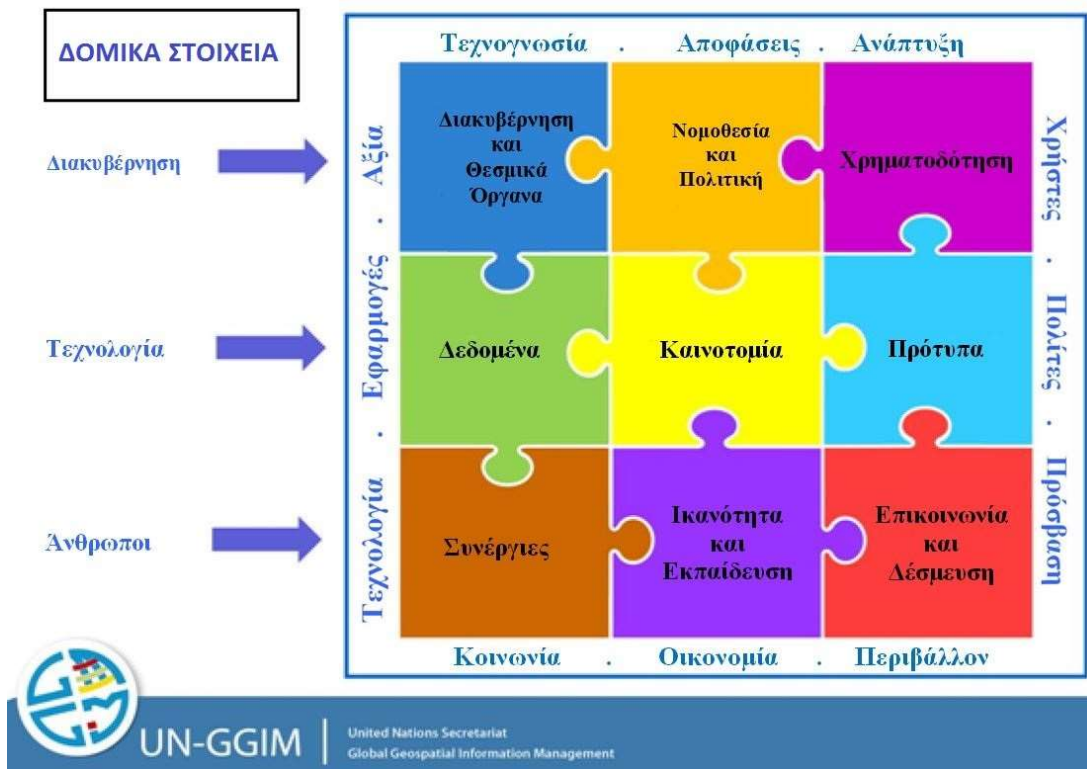 ΔΟΜΙΚΑ ΣΤΟΙΧΕΙΑ
Τεχνογνωσία . Αποφάσεις . Ανάπτυξη
Διακυβέρνηση
Τεχνολογία
Άνθρωποι
Τεχνολογία . Εφαρμογές . Αξία
Διακυβέρνηση
και
Θεσμικά
Όργανα
Νομοθεσία
και
Πολιτική
Χρηματοδότηση
Δεδομένα
Καινοτομία
Πρότυπα
Συνέργιες
Ικανότητα
και
Εκπαίδευση
Επικοινωνία
και
Δέσμευση
Χρήστες . Πολίτες . Πρόσβαση
Κοινωνία . Οικονομία . Περιβάλλον
UN-GGIM
United Nations Secretariat
Global Geospatial Information Management